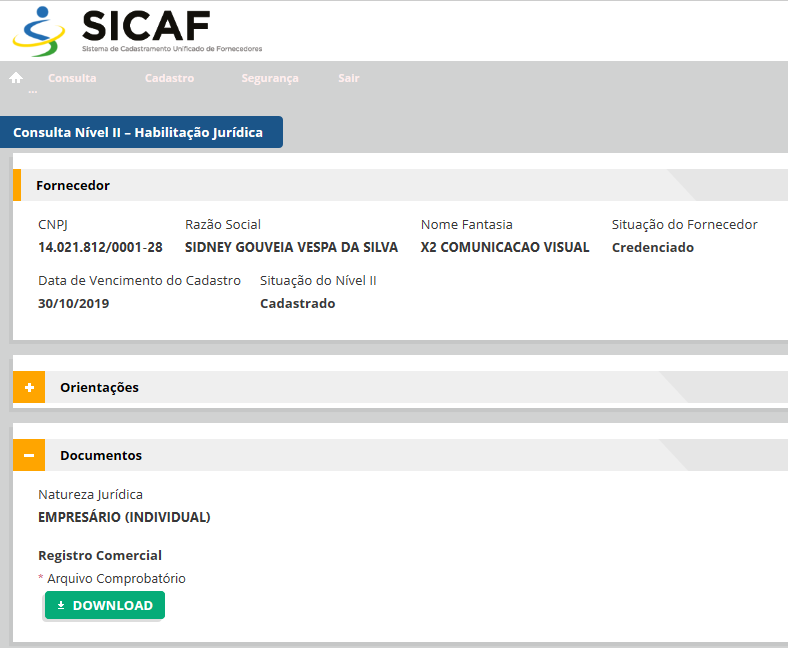 SICAF
Sistema de Cadastramento Unificado de Fornecedores
Consulta Cadastro Segurança Sair
...
Consulta Nível II – Habilitação Jurídica
Fornecedor
CNPJ Razão Social Nome Fantasia Situação do Fornecedor
14.021.812/0001-28 SIDNEY GOUVEIA VESPA DA SILVA X2 COMUNICACAO VISUAL Credenciado
Data de Vencimento do Cadastro Situação do Nível II
30/10/2019 Cadastrado
Orientações
Documentos
Natureza Jurídica
EMPRESÁRIO (INDIVIDUAL)
Registro Comercial
* Arquivo Comprobatório
DOWNLOAD